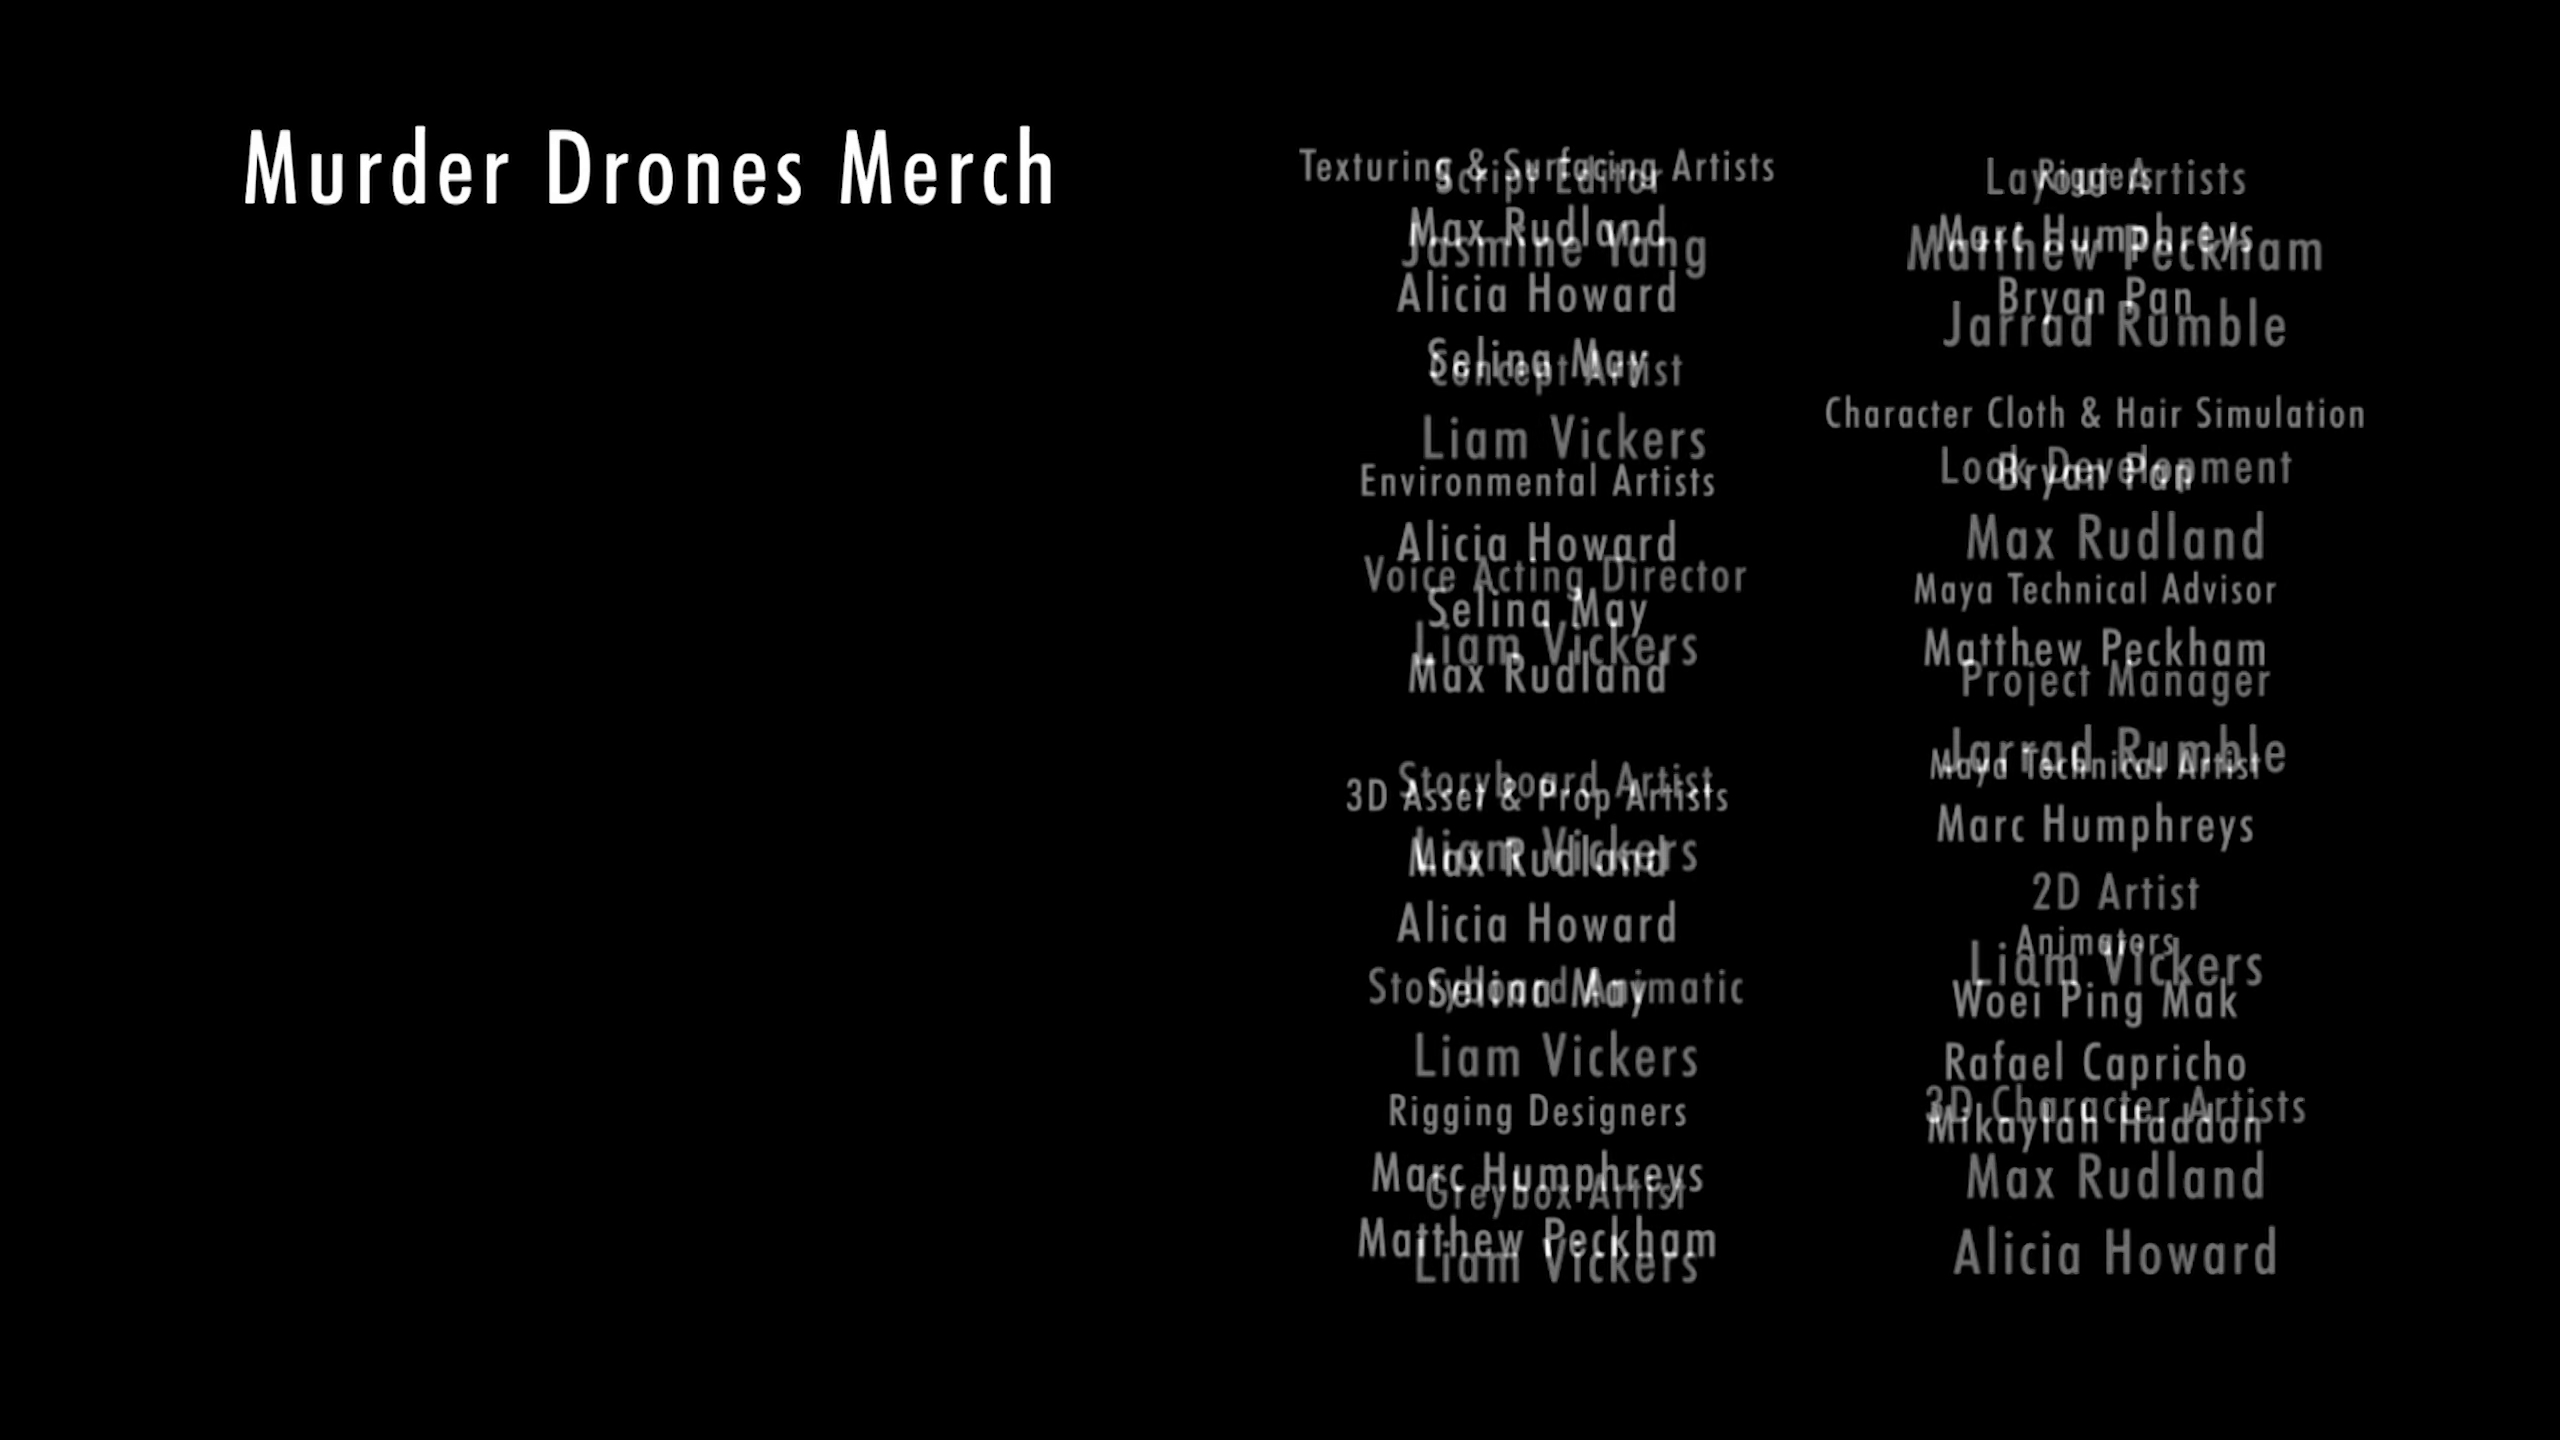 Murder Drones Merch
Script Editor
Jasmine Yang
Concept Artist
Liam Vickers
Voice Acting Director
Liam Vickers
Storyboard Artist
Liam Vickers
Storyboard Animatic
Liam Vickers
Greybox Artist
Liam Vickers
Layout Artists
Matthew Peckham
Jarrad Rumble
Look Development
Max Rudland
Project Manager
Jarrad Rumble
2D Artist
Liam Vickers
3D Character Artists
Max Rudland
Alicia Howard
Texturing & Surfacing Artists
Max Rudland
Alicia Howard
Selina May
Environmental Artists
Alicia Howard
Selina May
Max Rudland
3D Asset & Prop Artists
Max Rudland
Alicia Howard
Selina May
Rigging Designers
Marc Humphreys
Matthew Peckham
Riggers
Marc Humphreys
Bryan Pan
Character Cloth & Hair Simulation
Bryan Pan
Maya Technical Advisor
Matthew Peckham
Maya Technical Artist
Marc Humphreys
Animators
Woei Ping Mak
Rafael Capricho
Mikaylah Haddon